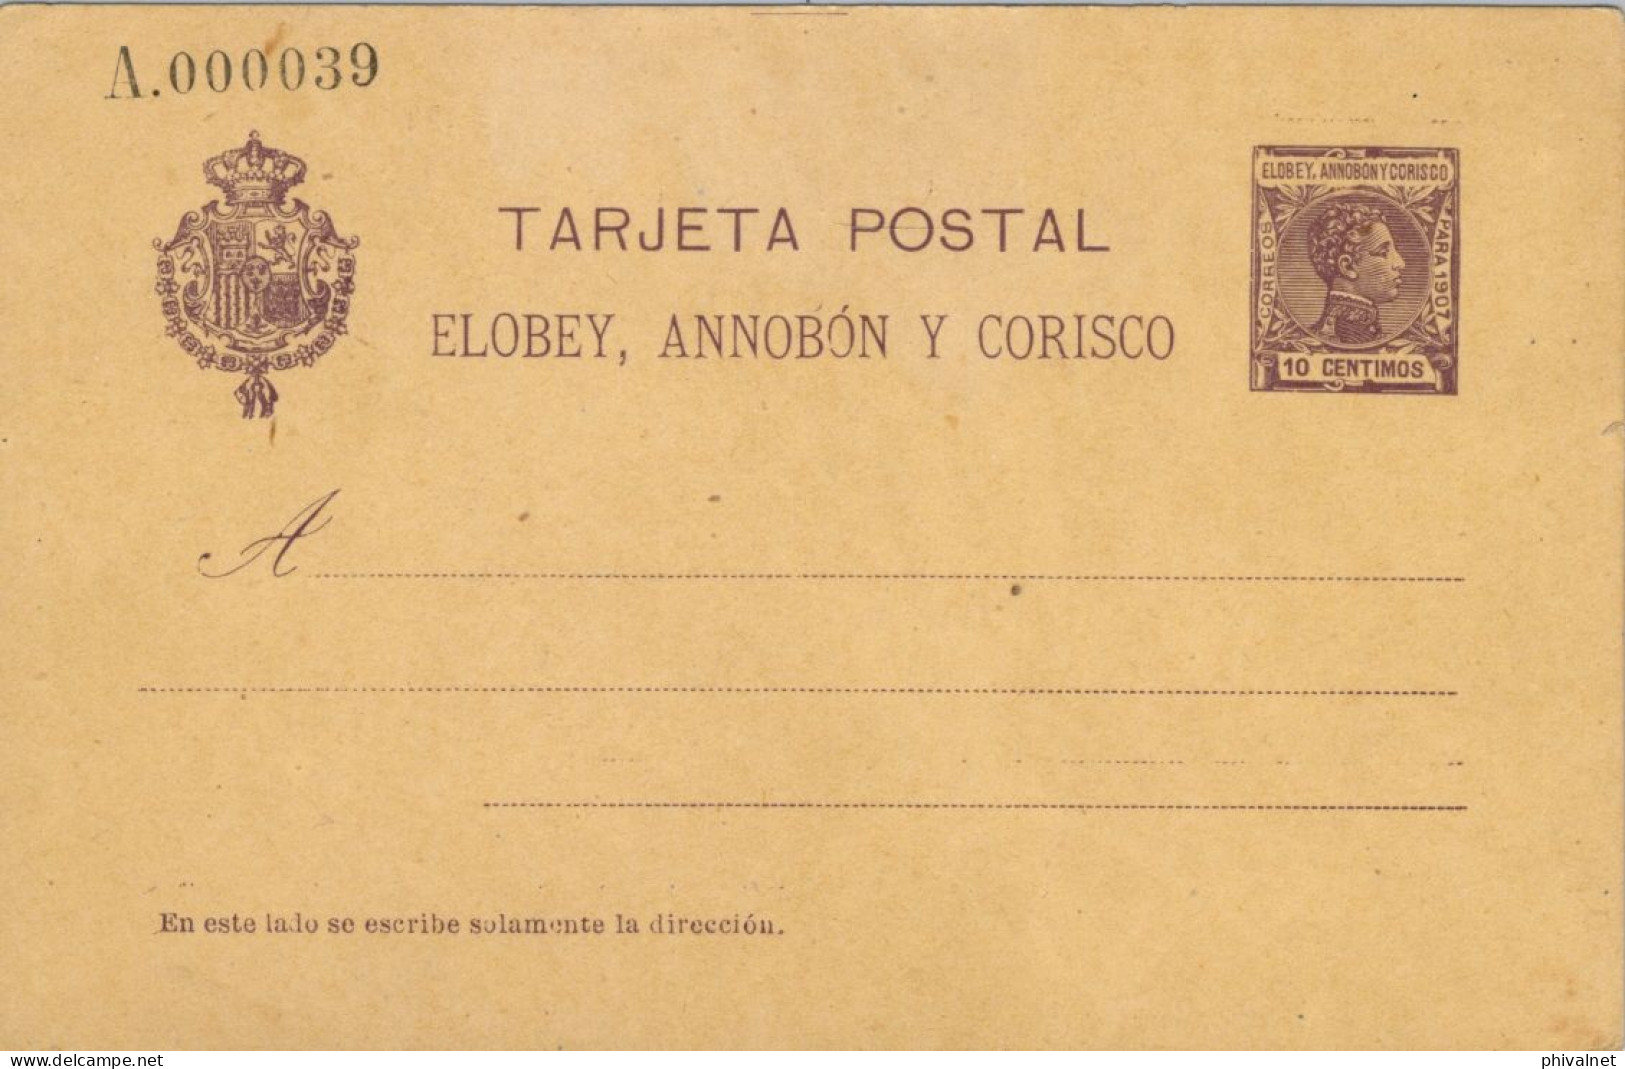 A.000039
TARJETA POSTAL
ELOBEY, ANNOBÓN Y CORISCO
ELOBEY, ANNOBÓN Y CORISCO
CORREOS
PARA 1907
10 CENTIMOS
A
En este lado se escribe solamente la dirección.
www.delcampe.net
phivalnet